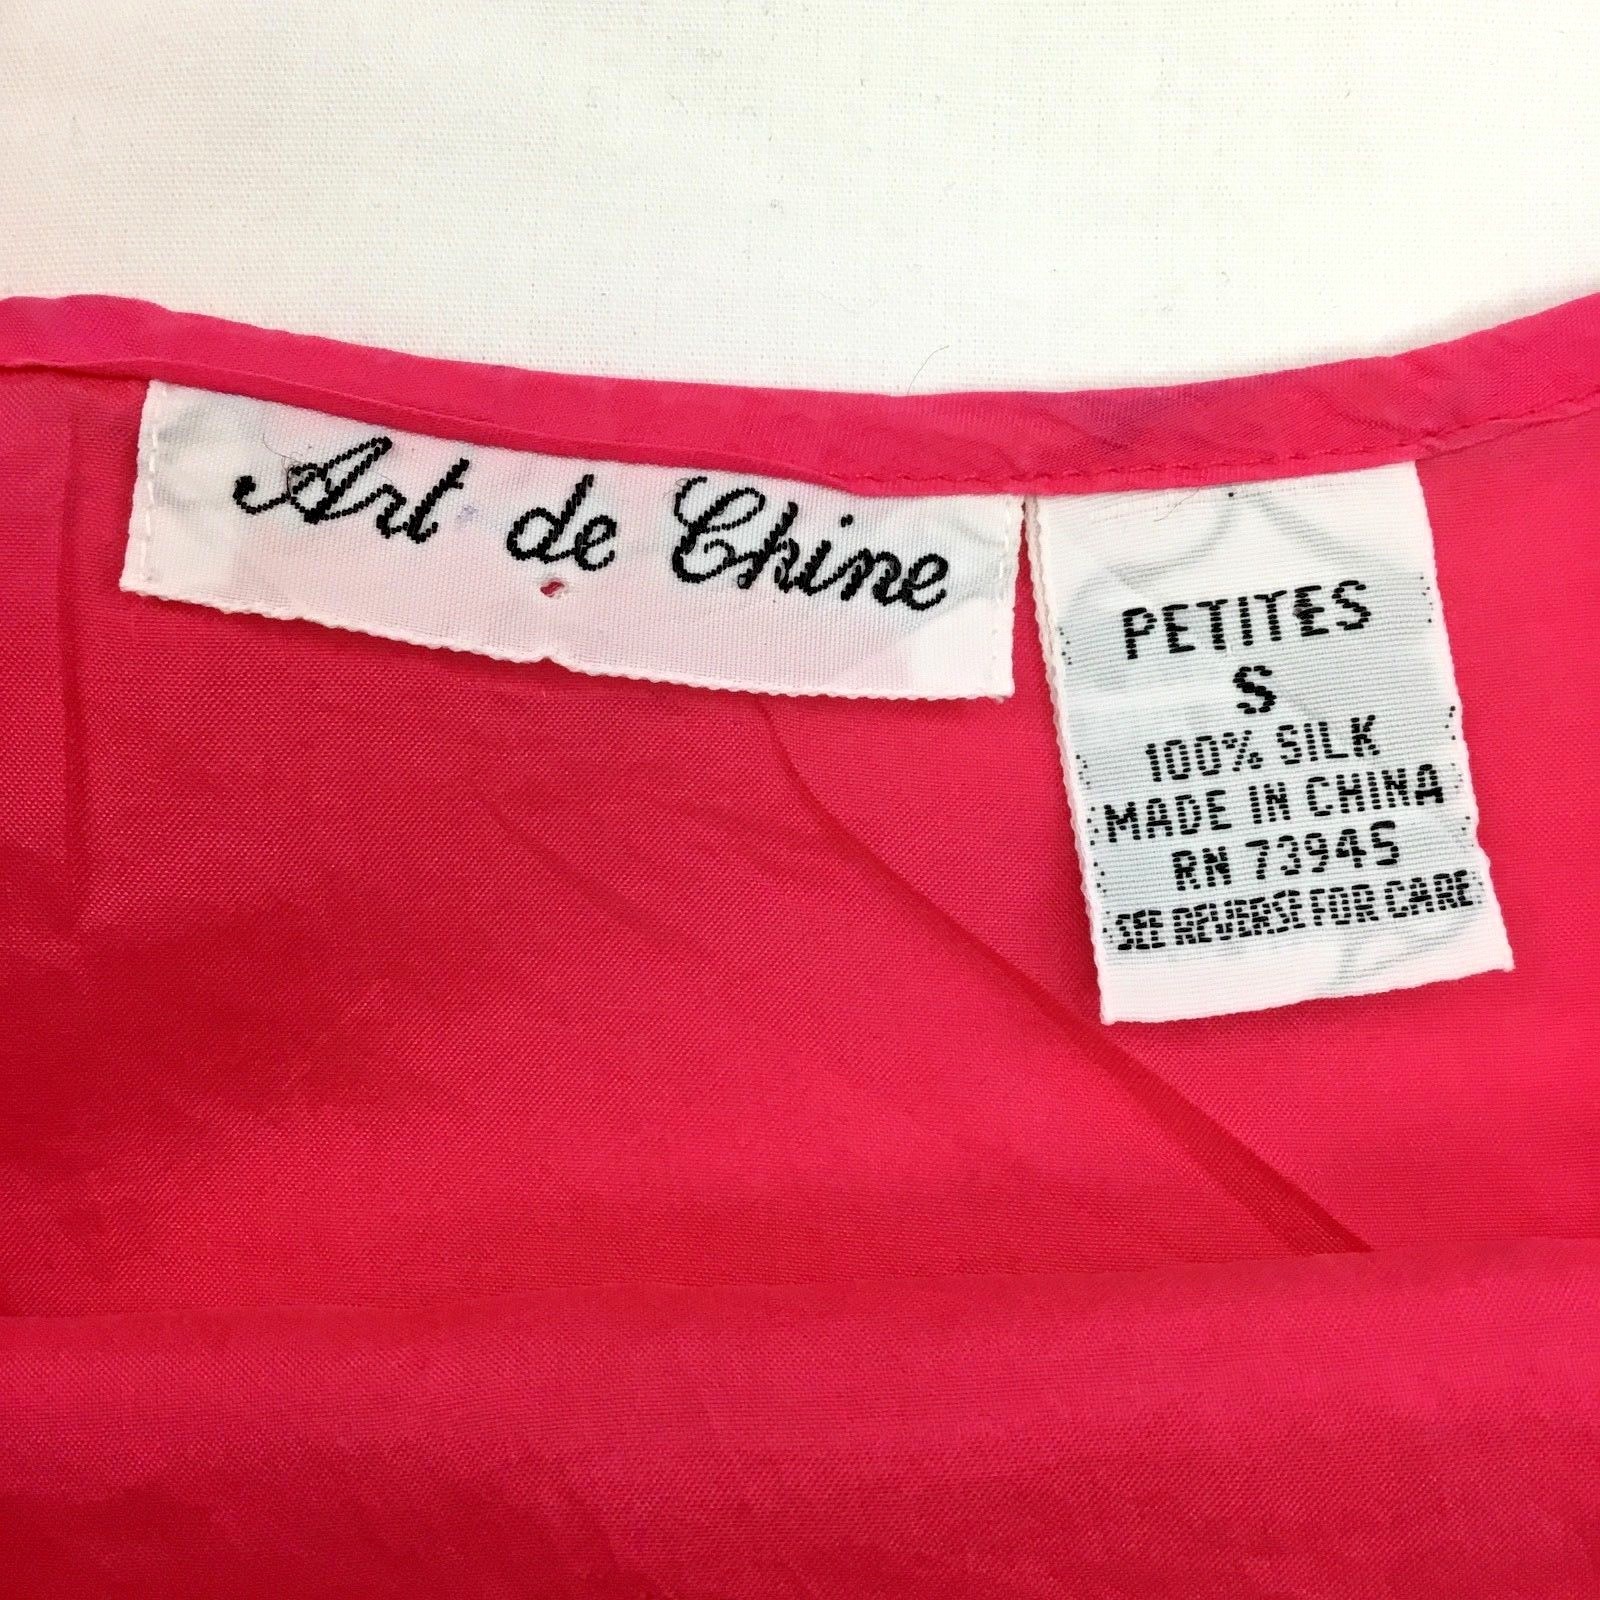 Art de Chine
PETITES
S
100% SILK
MADE IN CHINA
RN 73945
SEE REVERSE FOR CARE